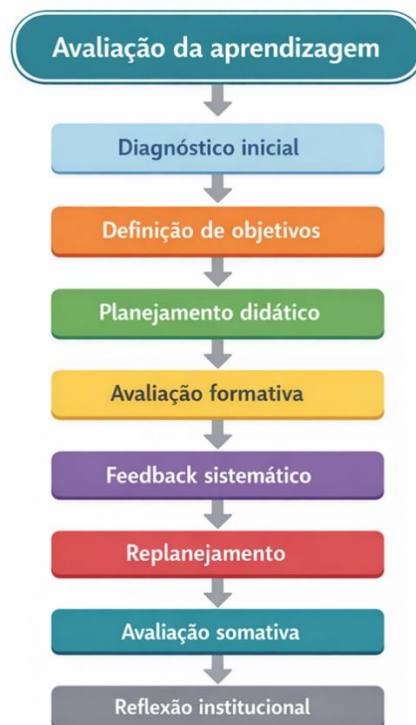 Avaliação da aprendizagem
Diagnóstico inicial
Definição de objetivos
Planejamento didático
Avaliação formativa
Feedback sistemático
Replanejamento
Avaliação somativa
Reflexão institucional